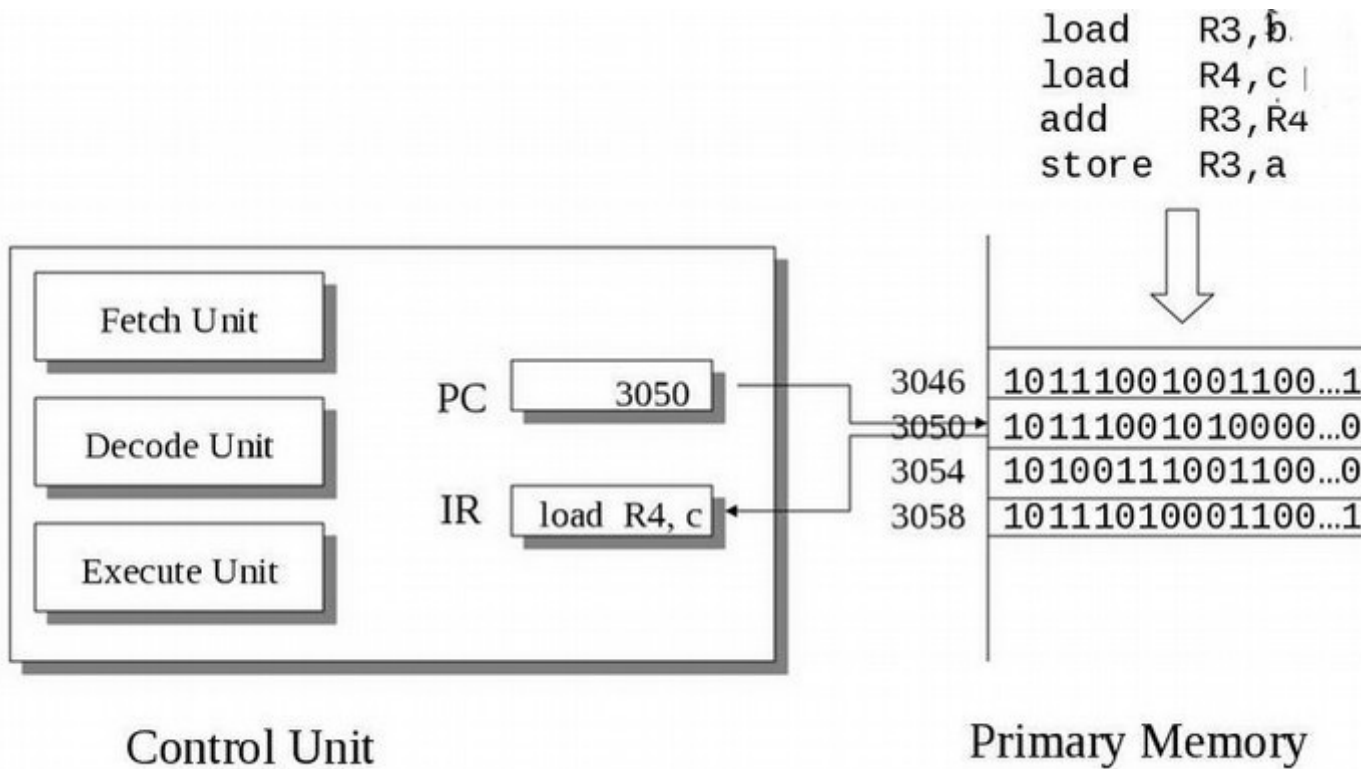 load R3,b
load R4,c
add R3,R4
store R3,a
Fetch Unit
Decode Unit
Execute Unit
PC 3050
IR load R4, c
3046 10111001001100…1
3050 10111001010000…0
3054 10100111001100…0
3058 10111010001100…1
Control Unit
Primary Memory